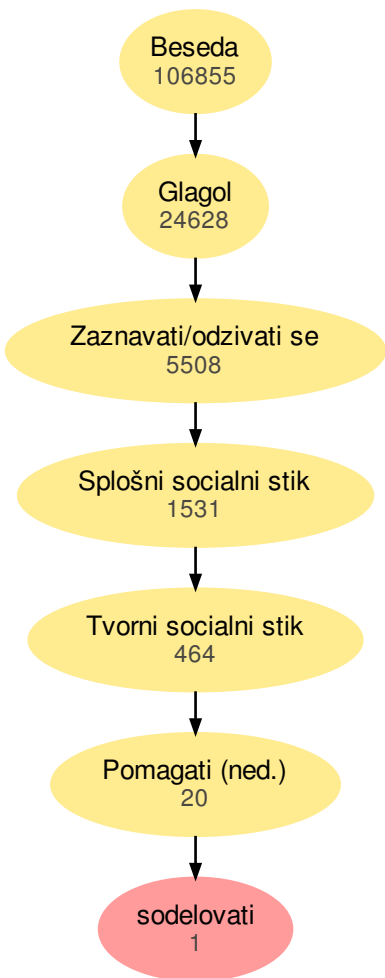 Beseda
106855
Glagol
24628
Zaznavati/odzivati se
5508
Splošni socialni stik
1531
Tvorni socialni stik
464
Pomagati (ned.)
20
sodelovati
1